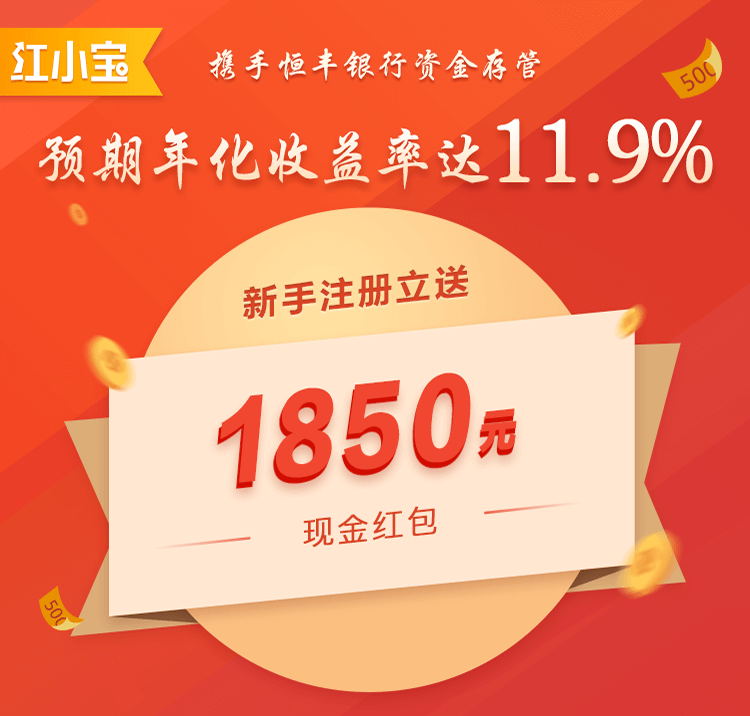 红小宝
携手恒丰银行资金存管
500
预期年化收益率达11.9%
新手注册立送
1850元
现金红包
500